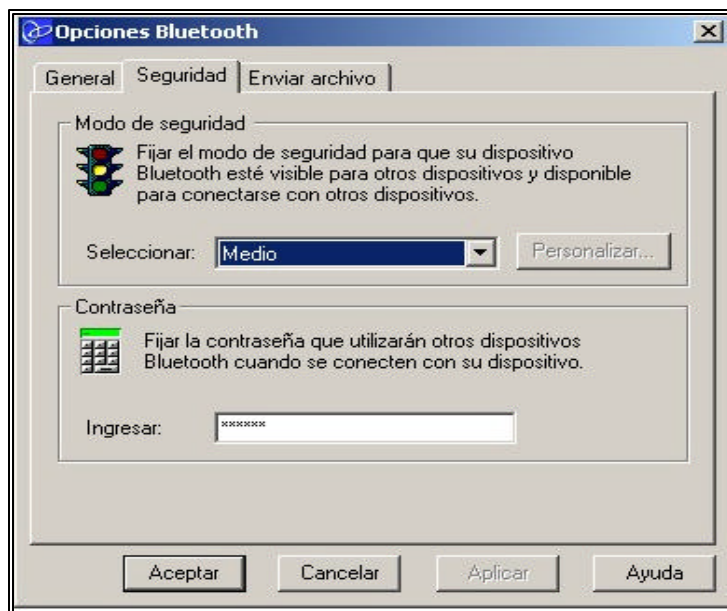 Opciones Bluetooth
General Seguridad Enviar archivo
Modo de seguridad
Fijar el modo de seguridad para que su dispositivo
Bluetooth esté visible para otros dispositivos y disponible
para conectarse con otros dispositivos.
Seleccionar: Medio Personalizar...
Contraseña
Fijar la contraseña que utilizarán otros dispositivos
Bluetooth cuando se conecten con su dispositivo.
Ingresar: ******
Aceptar Cancelar Aplicar Ayuda